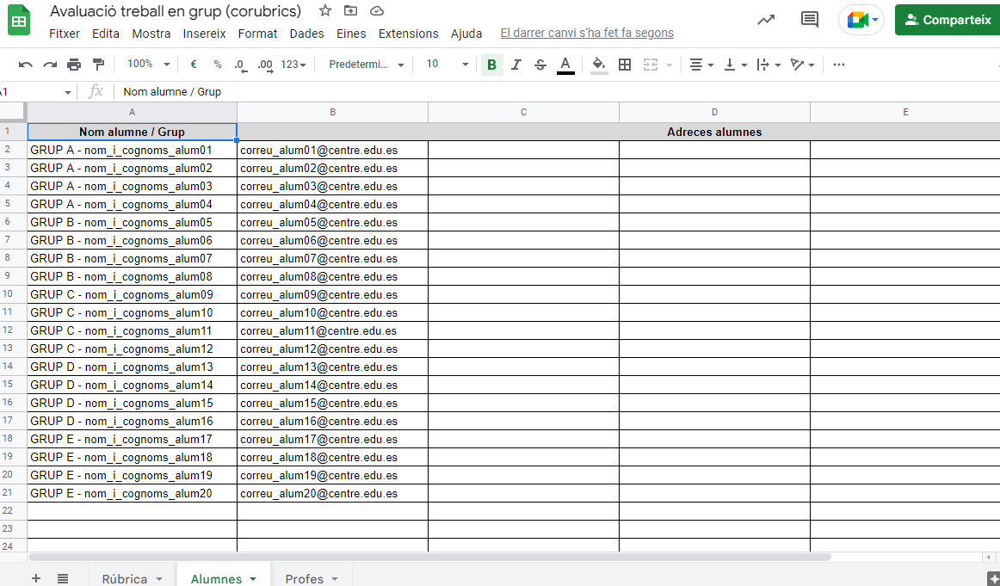 Avaluació treball en grup (corubrics)
Fitxer Edita Mostra Insereix Format Dades Eines Extensions Ajuda El darrer canvi s'ha fet fa segons
Comparteix
100% € % .0 .00 123 Predetermi... 10 B I S A
A1 fx Nom alumne / Grup
A B C D E
1 Nom alumne / Grup Adreces alumnes
2 GRUP A - nom_i_cognoms_alum01 correu_alum01@centre.edu.es
3 GRUP A - nom_i_cognoms_alum02 correu_alum02@centre.edu.es
4 GRUP A - nom_i_cognoms_alum03 correu_alum03@centre.edu.es
5 GRUP A - nom_i_cognoms_alum04 correu_alum04@centre.edu.es
6 GRUP B - nom_i_cognoms_alum05 correu_alum05@centre.edu.es
7 GRUP B - nom_i_cognoms_alum06 correu_alum06@centre.edu.es
8 GRUP B - nom_i_cognoms_alum07 correu_alum07@centre.edu.es
9 GRUP B - nom_i_cognoms_alum08 correu_alum08@centre.edu.es
10 GRUP C - nom_i_cognoms_alum09 correu_alum09@centre.edu.es
11 GRUP C - nom_i_cognoms_alum10 correu_alum10@centre.edu.es
12 GRUP C - nom_i_cognoms_alum11 correu_alum11@centre.edu.es
13 GRUP C - nom_i_cognoms_alum12 correu_alum12@centre.edu.es
14 GRUP D - nom_i_cognoms_alum13 correu_alum13@centre.edu.es
15 GRUP D - nom_i_cognoms_alum14 correu_alum14@centre.edu.es
16 GRUP D - nom_i_cognoms_alum15 correu_alum15@centre.edu.es
17 GRUP D - nom_i_cognoms_alum16 correu_alum16@centre.edu.es
18 GRUP E - nom_i_cognoms_alum17 correu_alum17@centre.edu.es
19 GRUP E - nom_i_cognoms_alum18 correu_alum18@centre.edu.es
20 GRUP E - nom_i_cognoms_alum19 correu_alum19@centre.edu.es
21 GRUP E - nom_i_cognoms_alum20 correu_alum20@centre.edu.es
22
23
24
Rúbrica Alumnes Profes